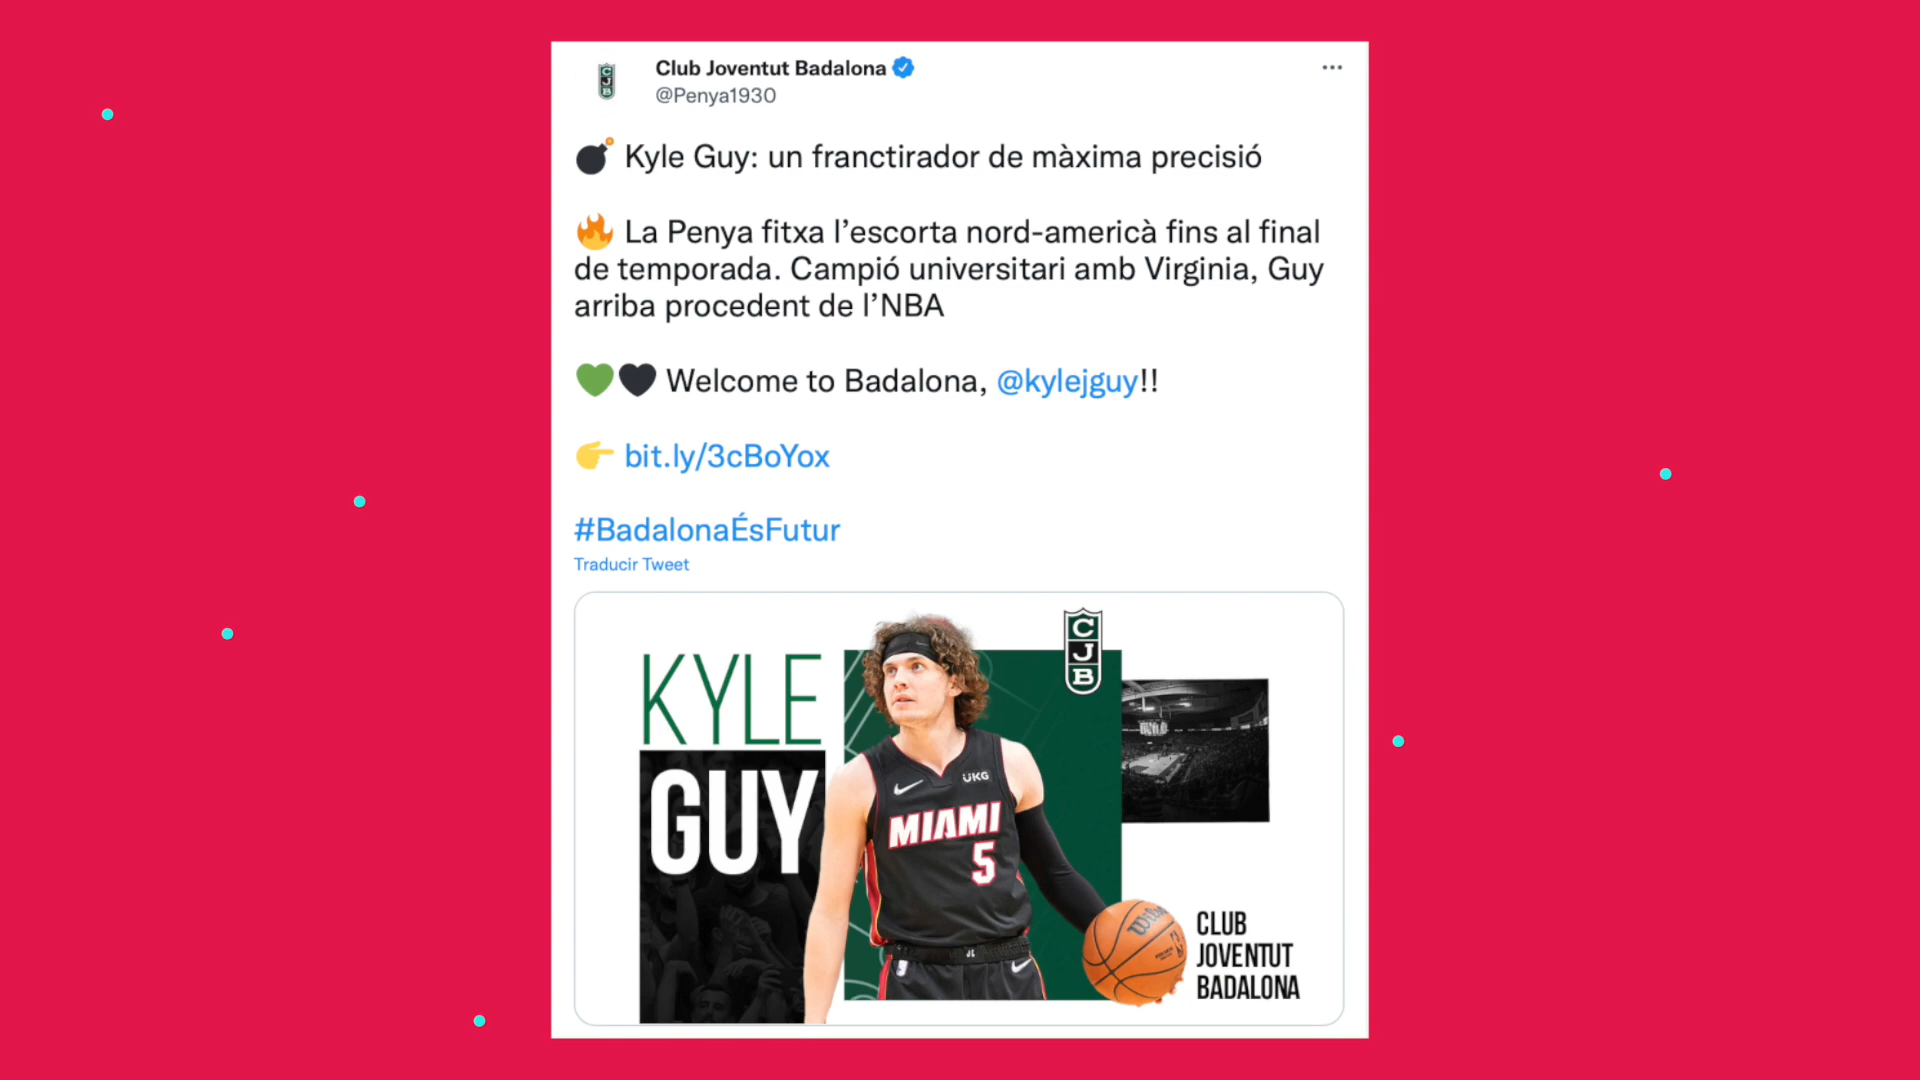 Club Joventut Badalona
@Penya1930
Kyle Guy: un franctirador de màxima precisió
La Penya fitxa l’escorta nord-americà fins al final
de temporada. Campió universitari amb Virginia, Guy
arriba procedent de l’NBA
Welcome to Badalona, @kylejguy!!
bit.ly/3cBoYox
#BadalonaÉsFutur
Traducir Tweet
KYLE
GUY
CJB
UKG
MIAMI
5
Wilson
CLUB
JOVENTUT
BADALONA